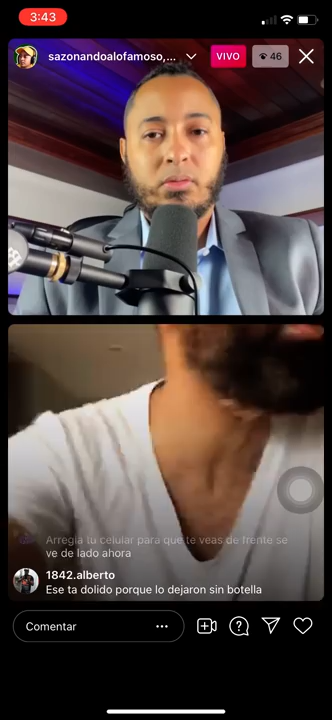 3:43
sazonandoalofamoso,...
VIVO
46
Arregla tu celular para que te veas de frente se
ve de lado ahora
1842.alberto
Ese ta dolido porque lo dejaron sin botella
Comentar